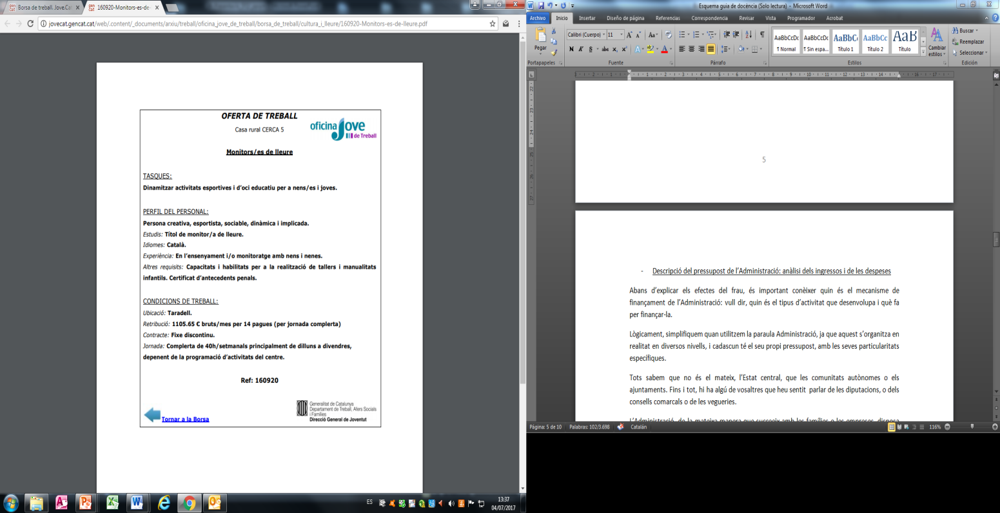 Borsa de treball. Jove.Ca
160920-Monitors-es-de-
jovecat.gencat.cat/web/.content/_documents/arxiu/treball/oficina_jove_de_treball/borsa_de_treball/cultura_i_lleure/160920-Monitors-es-de-lleure.pdf
OFERTA DE TREBALL
Casa rural CERCA 5
oficina Jove
de Treball
Monitors/es de lleure
TASQUES:
Dinamitzar activitats esportives i d’oci educatiu per a nens/es i joves.
PERFIL DEL PERSONAL:
Persona creativa, esportista, sociable, dinàmica i implicada.
Estudis: Títol de monitor/a de lleure.
Idiomes: Català.
Experiència: En l’ensenyament i/o monitoratge amb nens i nenes.
Altres requisits: Capacitats i habilitats per a la realització de tallers i manualitats
infantils. Certificat d’antecedents penals.
CONDICIONS DE TREBALL:
Ubicació: Taradell.
Retribució: 1105.65 € bruts/mes per 14 pagues (per jornada complerta)
Contracte: Fixe discontinu.
Jornada: Complerta de 40h/setmanals principalment de dilluns a divendres,
depenent de la programació d’activitats del centre.
Ref: 160920
Tornar a la Borsa
Generalitat de Catalunya
Departament de Treball, Afers Socials
i Famílies
Direcció General de Joventut
ES
13:37
04/07/2017
Esquema guia de docència (Solo lectura) - Microsoft Word
Archivo Inicio Insertar Diseño de página Referencias Correspondencia Revisar Vista Programador Acrobat
Calibri (Cuerpo) 11
Pegar
N K S abc x₂ x²
AaBbCcDc AaBbCcDc AaBbC AaBbCc AaB
¶ Normal ¶ Sin espa... Título 1 Título 2 Título
Cambiar
estilos
Buscar
Reemplazar
Seleccionar
Portapapeles Fuente Párrafo Estilos Edición
5
- Descripció del pressupost de l’Administració: anàlisi dels ingressos i de les despeses
Abans d’explicar els efectes del frau, és important conèixer quin és el mecanisme de
finançament de l’Administració: vull dir, quin és el tipus d’activitat que desenvolupa i què fa
per finançar-la.
Lògicament, simplifiquem quan utilitzem la paraula Administració, ja que aquest s’organitza en
realitat en diversos nivells, i cadascun té el seu propi pressupost, amb les seves particularitats
específiques.
Tots sabem que no és el mateix, l’Estat central, que les comunitats autònomes o els
ajuntaments. Fins i tot, hi ha algú de vosaltres que heu sentit parlar de les diputacions, o dels
consells comarcals o de les vegueries.
L’Administració, de la mateixa manera que succeeix amb les famílies o les empreses, disposa
Página: 5 de 10 Palabras: 102/3.698 Catalán 116%